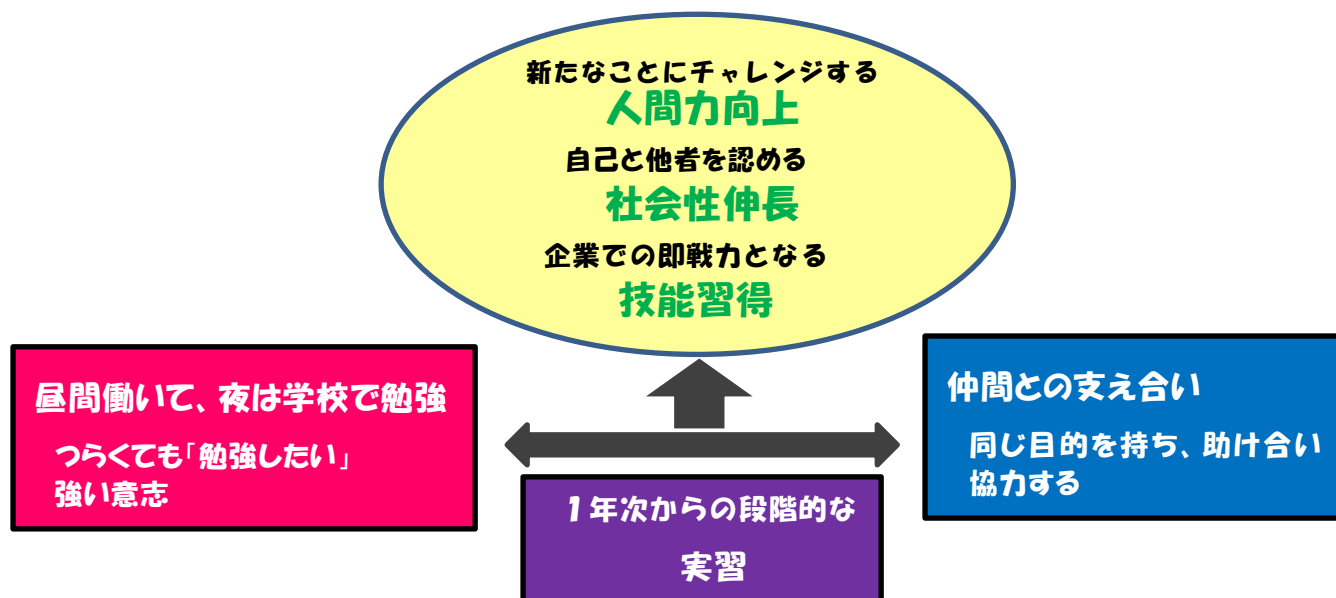 新たなことにチャレンジする
人間力向上
自己と他者を認める
社会性伸長
企業での即戦力となる
技能習得
昼間働いて、夜は学校で勉強
つらくても「勉強したい」
強い意志
仲間との支え合い
同じ目的を持ち、助け合い
協力する
1年次からの段階的な
実習